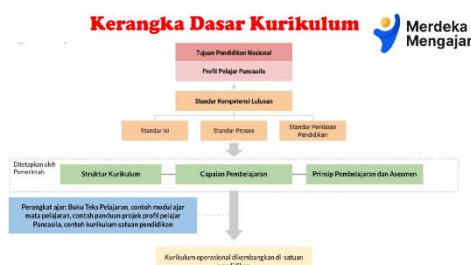 Kerangka Dasar Kurikulum
Merdeka
Mengajar
Tujuan Pendidikan Nasional
Profil Pelajar Pancasila
Standar Kompetensi Lulusan
Standar Isi
Standar Proses
Standar Penilaian
Pendidikan
Ditetapkan oleh
Pemerintah
Struktur Kurikulum
Capaian Pembelajaran
Prinsip Pembelajaran dan Asesmen
Perangkat ajar: Buku Teks Pelajaran, contoh modul ajar
mata pelajaran, contoh panduan projek profil pelajar
Pancasila, contoh kurikulum satuan pendidikan
Kurikulum operasional dikembangkan di satuan